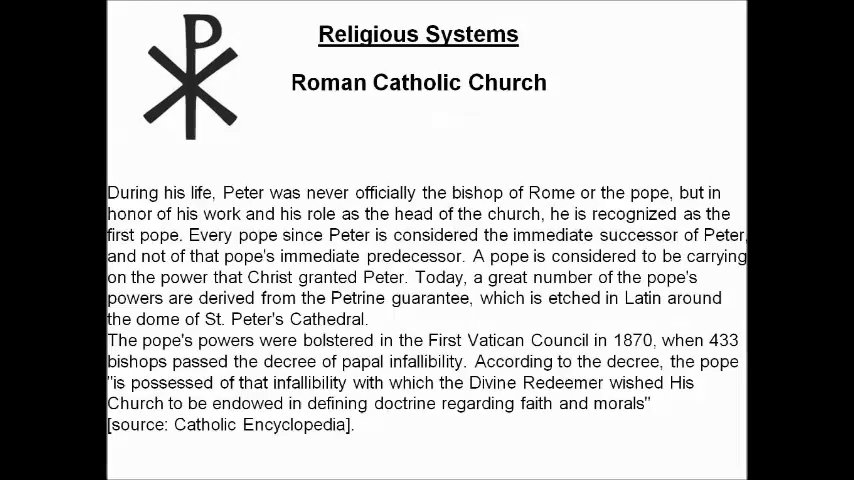 Religious Systems
Roman Catholic Church
During his life, Peter was never officially the bishop of Rome or the pope, but in
honor of his work and his role as the head of the church, he is recognized as the
first pope. Every pope since Peter is considered the immediate successor of Peter,
and not of that pope's immediate predecessor. A pope is considered to be carrying
on the power that Christ granted Peter. Today, a great number of the pope's
powers are derived from the Petrine guarantee, which is etched in Latin around
the dome of St. Peter's Cathedral.
The pope's powers were bolstered in the First Vatican Council in 1870, when 433
bishops passed the decree of papal infallibility. According to the decree, the pope
"is possessed of that infallibility with which the Divine Redeemer wished His
Church to be endowed in defining doctrine regarding faith and morals"
[source: Catholic Encyclopedia].